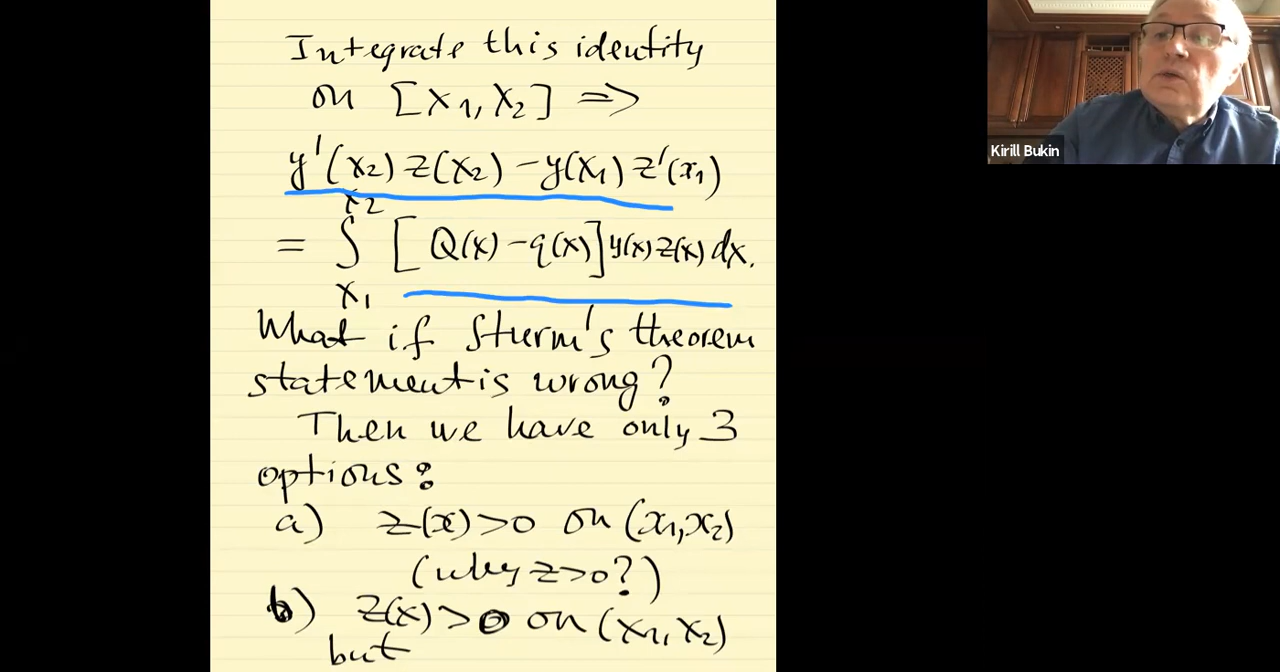 Integrate this identity
on [x1, x2] ⇒
y'(x2) z(x2) - y(x1) z'(x1)
= ∫_{x1}^{x2} [Q(x) - q(x)] y(x) z(x) dx.
What if Sturm's theorem
statement is wrong?
Then we have only 3
options:
a) z(x) > 0 on (x1, x2)
(why z > 0?)
b) z(x) > 0 on (x1, x2)
but
Kirill Bukin